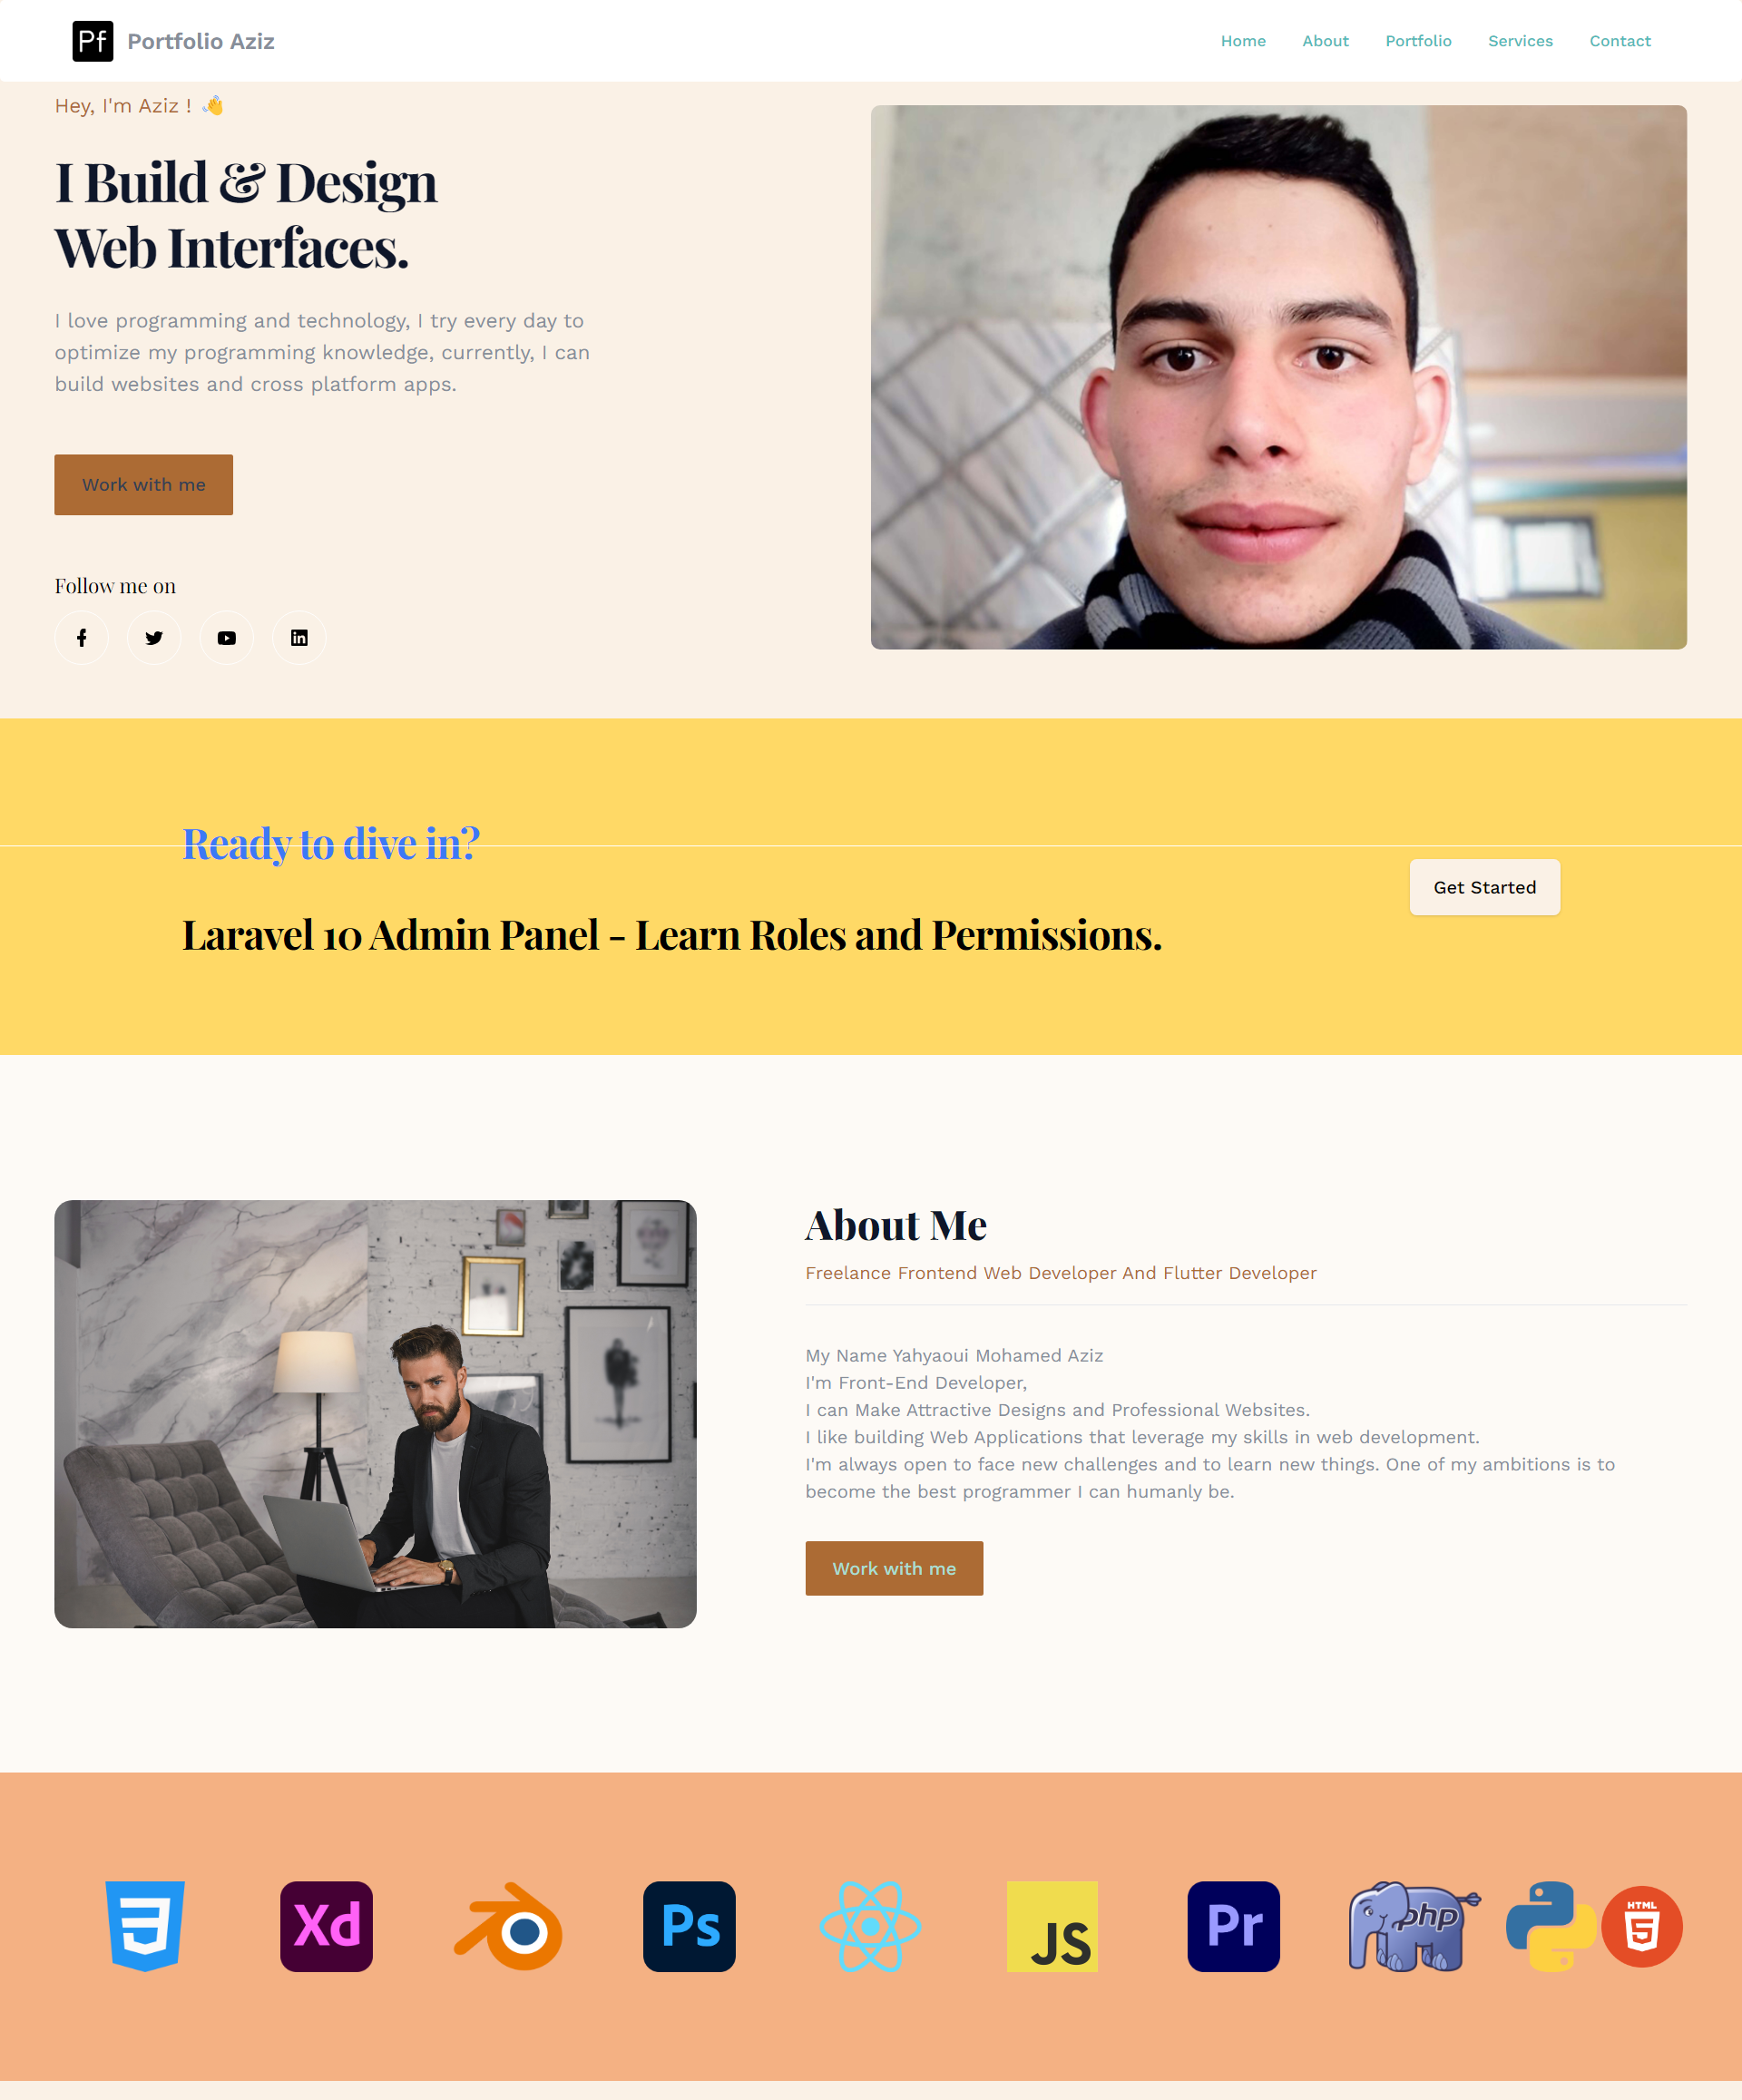 Pf Portfolio Aziz
Home About Portfolio Services Contact
Hey, I'm Aziz ! 👋
I Build & Design
Web Interfaces.
I love programming and technology, I try every day to
optimize my programming knowledge, currently, I can
build websites and cross platform apps.
Work with me
Follow me on
Ready to dive in?
Laravel 10 Admin Panel - Learn Roles and Permissions.
Get Started
About Me
Freelance Frontend Web Developer And Flutter Developer
My Name Yahyaoui Mohamed Aziz
I'm Front-End Developer,
I can Make Attractive Designs and Professional Websites.
I like building Web Applications that leverage my skills in web development.
I'm always open to face new challenges and to learn new things. One of my ambitions is to
become the best programmer I can humanly be.
Work with me
Xd
Ps
JS
Pr
php
HTML
5